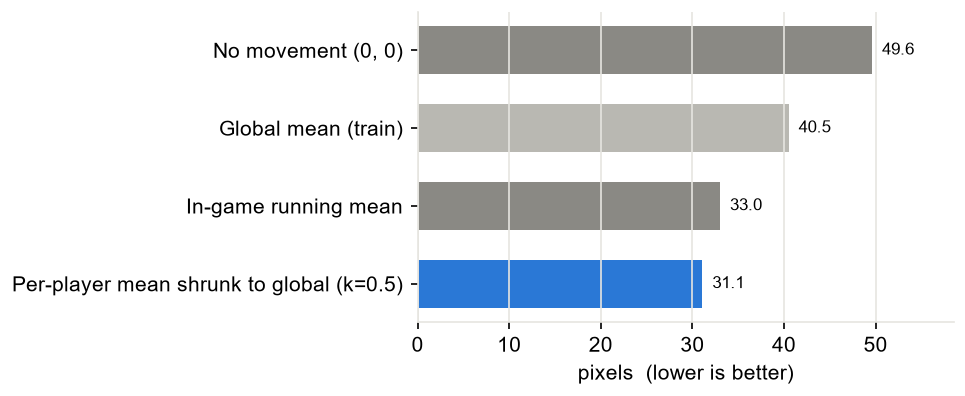 No movement (0, 0) 49.6
Global mean (train) 40.5
In-game running mean 33.0
Per-player mean shrunk to global (k=0.5) 31.1
0 10 20 30 40 50
pixels (lower is better)